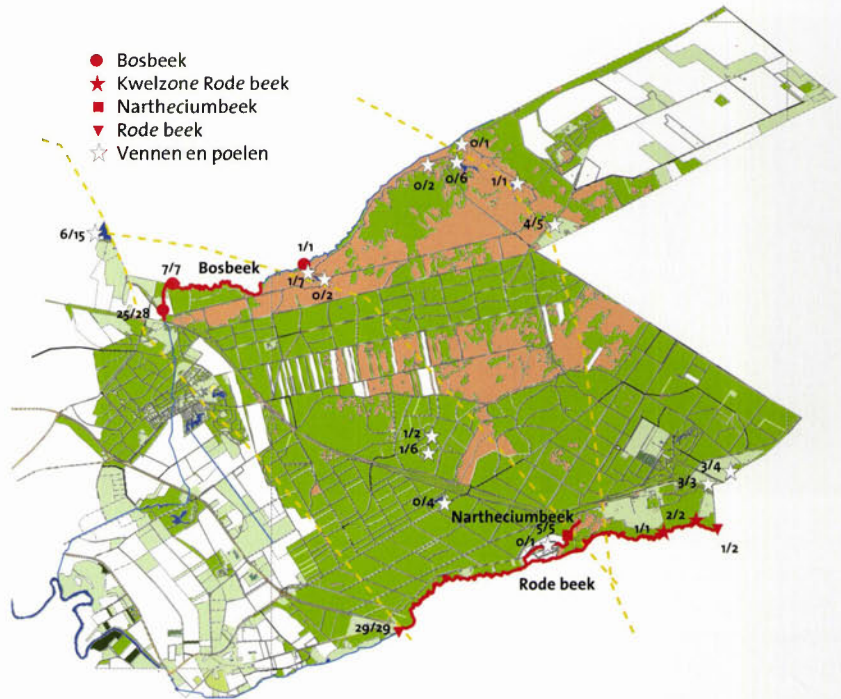 Bosbeek
Kwelzone Rode beek
Nartheciumbeek
Rode beek
Vennen en poelen
0/1
0/2
0/6
1/1
4/5
6/15
1/1
7/7
Bosbeek
1/7
0/2
25/28
1/2
1/6
3/4
3/3
0/4
Nartheciumbeek
2/2
5/5
1/1
0/1
1/2
Rode beek
29/29